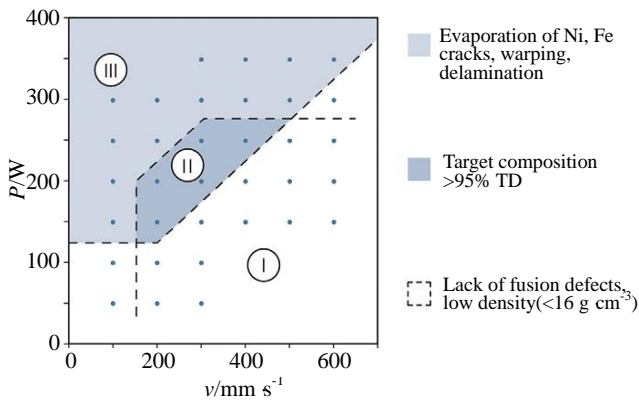 400
300
200
100
0
P/W
III
II
I
0
200
400
600
v/mm s⁻¹
Evaporation of Ni, Fe
cracks, warping,
delamination
Target composition
>95% TD
Lack of fusion defects,
low density(<16 g cm⁻³)